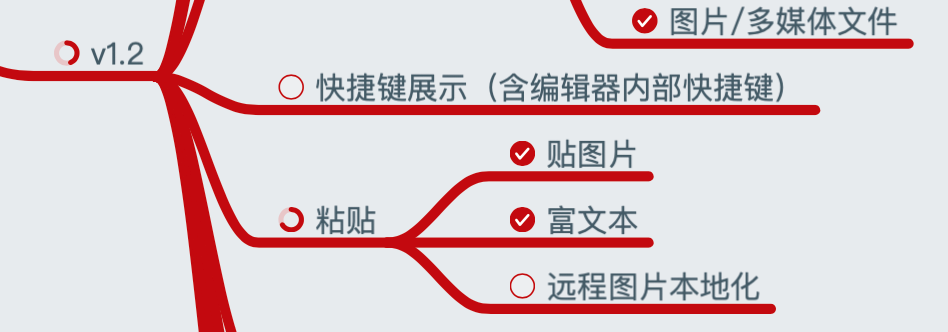 图片/多媒体文件
v1.2
快捷键展示（含编辑器内部快捷键）
贴图片
粘贴
富文本
远程图片本地化